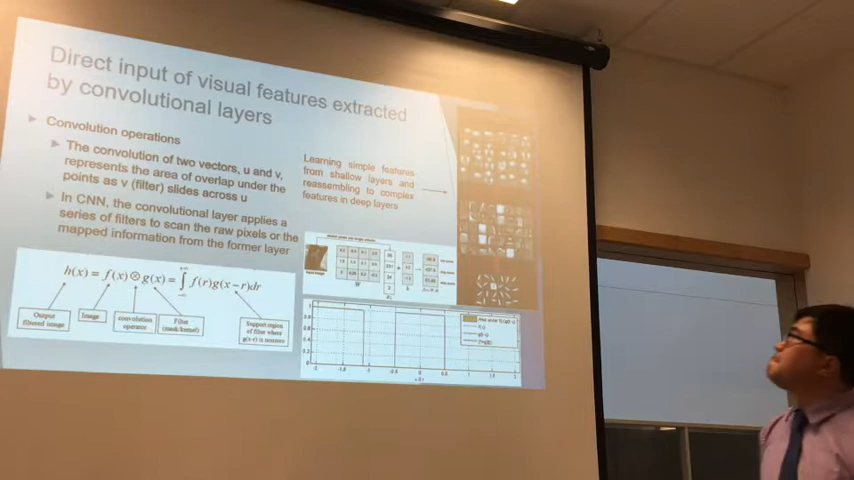 Direct input of visual features extracted
by convolutional layers
Convolution operations
The convolution of two vectors, u and v,
represents the area of overlap under the
points as v (filter) slides across u
In CNN, the convolutional layer applies a
series of filters to scan the raw pixels or the
mapped information from the former layer
Learning simple features
from shallow layers and
reassembling to complex
features in deep layers
h(x) = f(x) ⊗ g(x) = ∫ f(r)g(x − r)dr
Output
filtered image
Image
convolution
operator
Filter
(mask/kernel)
Support region
of filter where
g(x-r) is nonzero